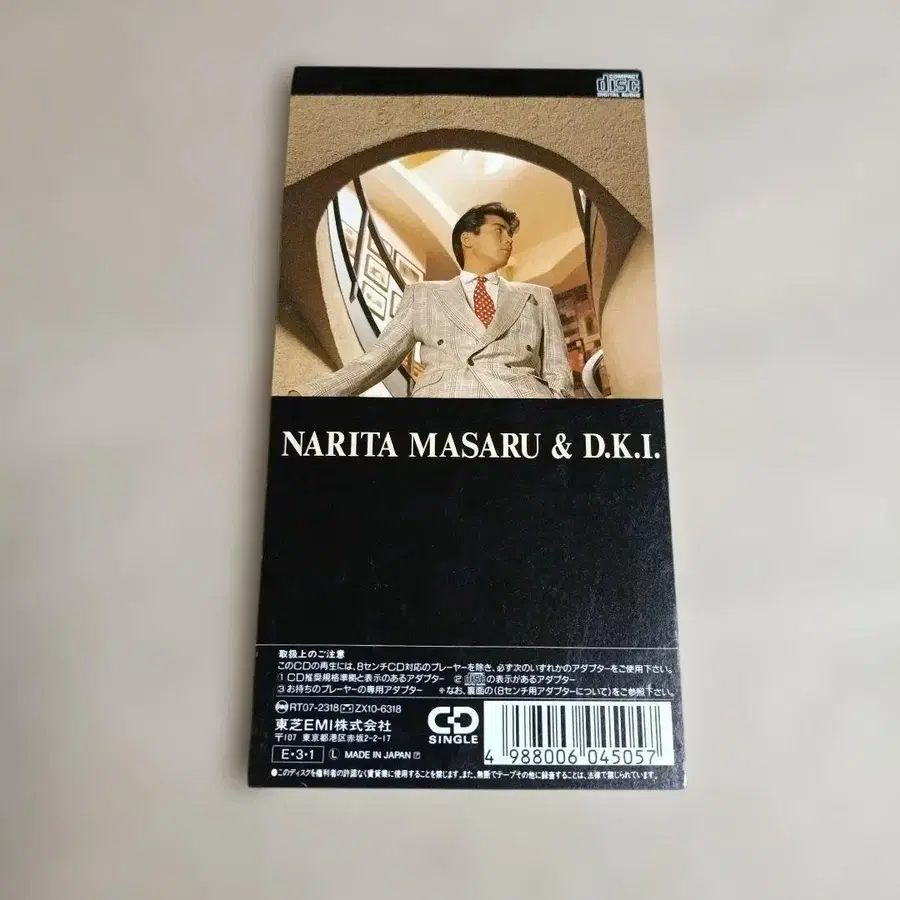 COMPACT
disc
DIGITAL AUDIO
NARITA MASARU & D.K.I.
取扱上のご注意
このCDの再生には、8センチCD対応のプレーヤーを除き、必ず次のいずれかのアダプターをご使用下さい。
① CD推奨規格準拠と表示のあるアダプター ② disc の表示があるアダプター
③ お持ちのプレーヤーの専用アダプター ※なお、裏面の〈8センチ用アダプターについて〉をご参照下さい。
RT07-2318 ZX10-6318
東芝EMI株式会社
〒107 東京都港区赤坂2-2-17
E・3・1 Ⓛ MADE IN JAPAN Ⓟ
CD
SINGLE
4 988006 045057
●このディスクを権利者の許諾なく賃貸業に使用することを禁じます。また、無断でテープその他に録音することは、法律で禁じられています。